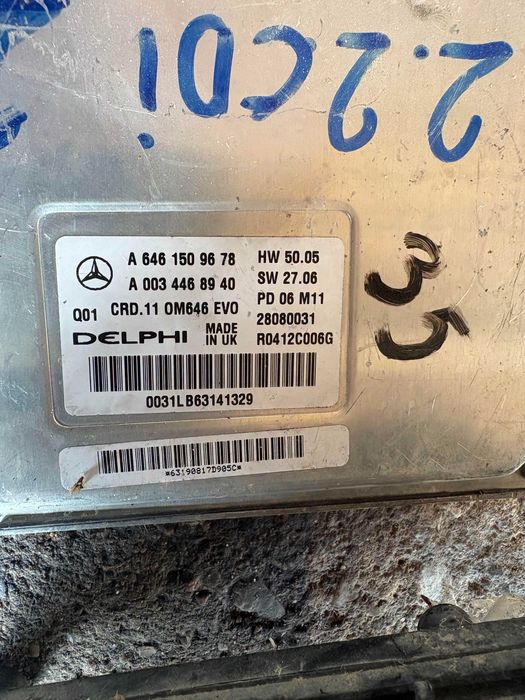 2.2CDi
35
A 646 150 96 78 HW 50.05
A 003 446 89 40 SW 27.06
Q01 CRD.11 OM646 EVO PD 06 M11
DELPHI MADE IN UK 28080031
R0412C006G
0031LB63141329
*63190817D905C*